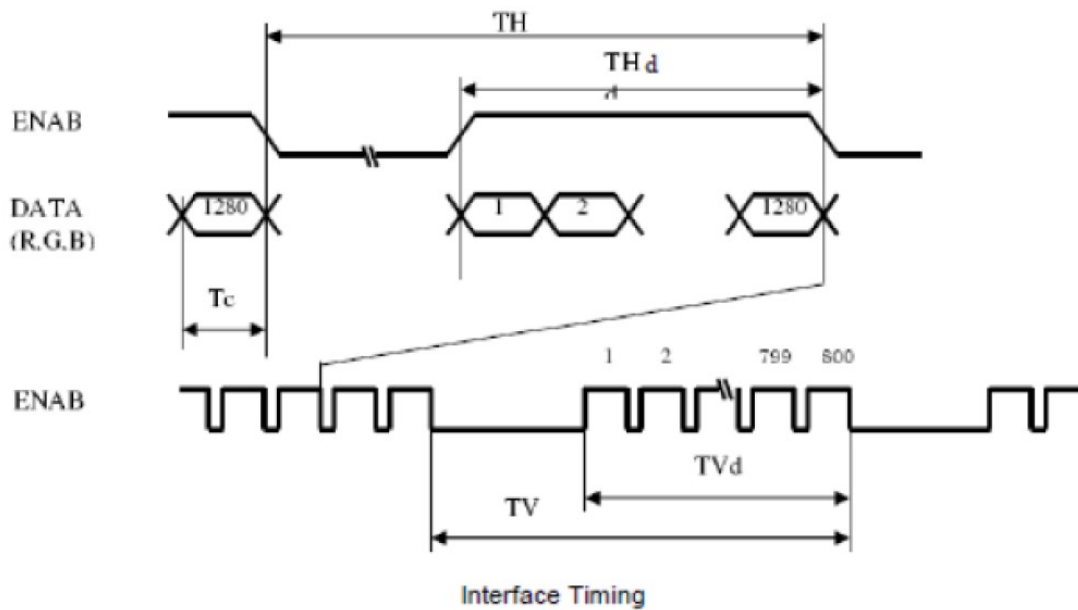 TH
THd
ENAB
DATA
(R.G.B)
1280
1
2
1280
Tc
1
2
799
800
ENAB
TVd
TV
Interface Timing